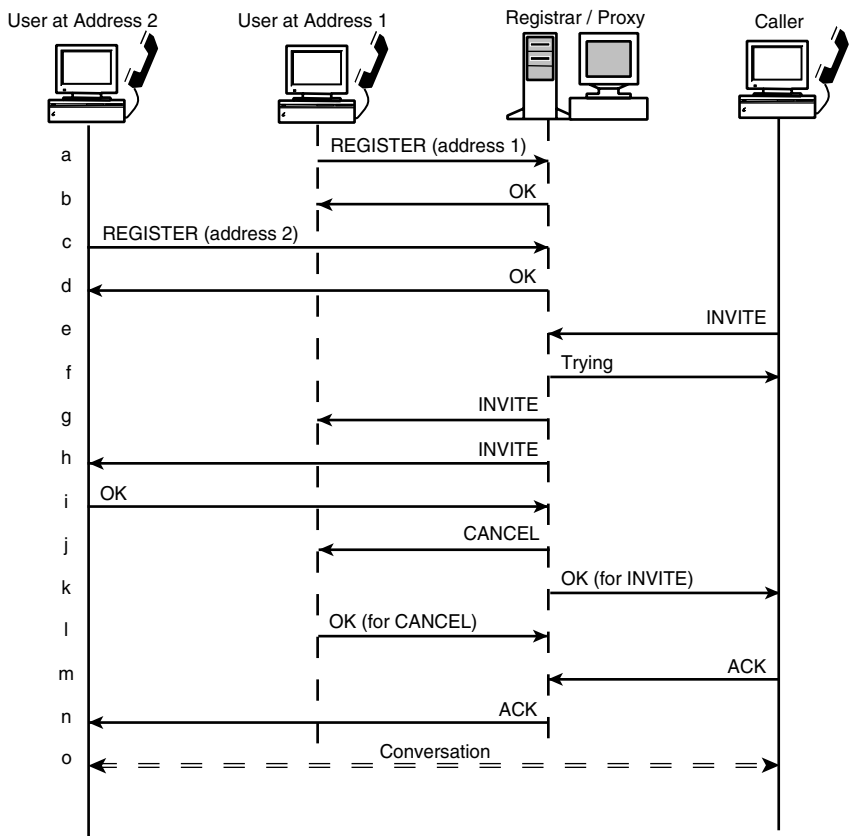 User at Address 2
User at Address 1
Registrar / Proxy
Caller
a
REGISTER (address 1)
b
OK
c
REGISTER (address 2)
d
OK
e
INVITE
f
Trying
g
INVITE
h
INVITE
i
OK
j
CANCEL
k
OK (for INVITE)
l
OK (for CANCEL)
m
ACK
n
ACK
o
Conversation